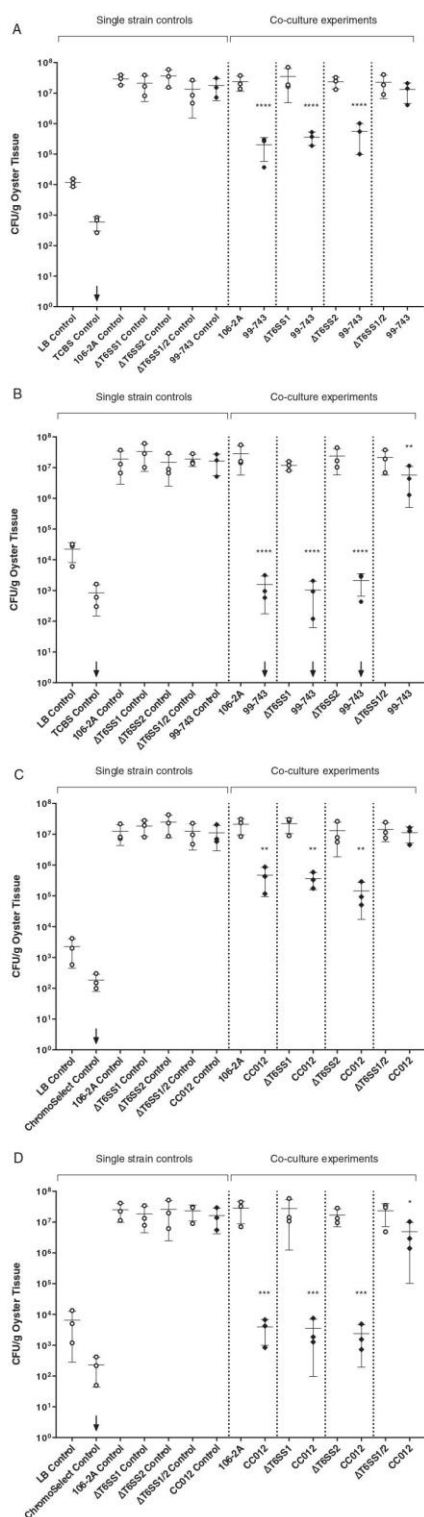 A
Single strain controls
Co-culture experiments
CFU/g Oyster Tissue
10⁸
10⁷
10⁶
10⁵
10⁴
10³
10²
10¹
10⁰
**** **** ****
LB Control
TCBS Control
106-2A Control
ΔT6SS1 Control
ΔT6SS2 Control
ΔT6SS1/2 Control
99-743 Control
106-2A
99-743
ΔT6SS1
99-743
ΔT6SS2
99-743
ΔT6SS1/2
99-743
B
Single strain controls
Co-culture experiments
CFU/g Oyster Tissue
10⁸
10⁷
10⁶
10⁵
10⁴
10³
10²
10¹
10⁰
**
**** **** ****
LB Control
TCBS Control
106-2A Control
ΔT6SS1 Control
ΔT6SS2 Control
ΔT6SS1/2 Control
99-743 Control
106-2A
99-743
ΔT6SS1
99-743
ΔT6SS2
99-743
ΔT6SS1/2
99-743
C
Single strain controls
Co-culture experiments
CFU/g Oyster Tissue
10⁸
10⁷
10⁶
10⁵
10⁴
10³
10²
10¹
10⁰
** ** **
LB Control
ChromoSelect Control
106-2A Control
ΔT6SS1 Control
ΔT6SS2 Control
ΔT6SS1/2 Control
CC012 Control
106-2A
CC012
ΔT6SS1
CC012
ΔT6SS2
CC012
ΔT6SS1/2
CC012
D
Single strain controls
Co-culture experiments
CFU/g Oyster Tissue
10⁸
10⁷
10⁶
10⁵
10⁴
10³
10²
10¹
10⁰
*
*** *** ***
LB Control
ChromoSelect Control
106-2A Control
ΔT6SS1 Control
ΔT6SS2 Control
ΔT6SS1/2 Control
CC012 Control
106-2A
CC012
ΔT6SS1
CC012
ΔT6SS2
CC012
ΔT6SS1/2
CC012